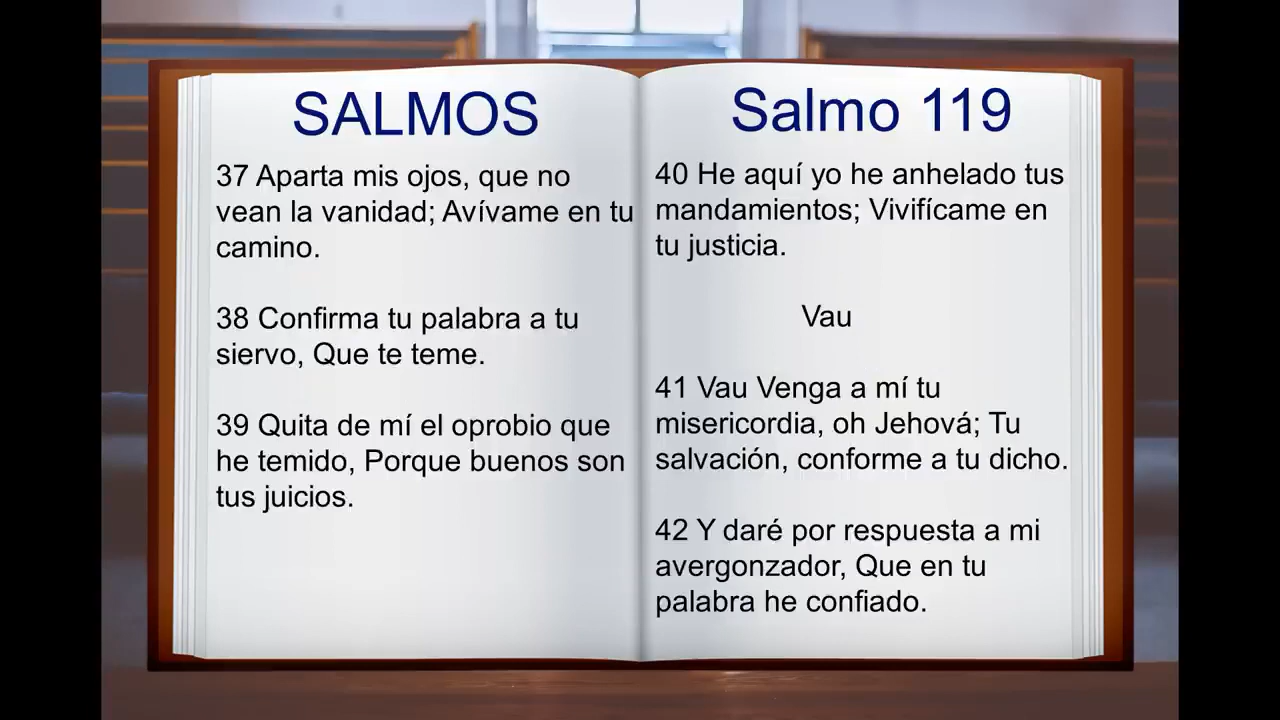 SALMOS
37 Aparta mis ojos, que no
vean la vanidad; Avívame en tu
camino.
38 Confirma tu palabra a tu
siervo, Que te teme.
39 Quita de mí el oprobio que
he temido, Porque buenos son
tus juicios.
Salmo 119
40 He aquí yo he anhelado tus
mandamientos; Vivifícame en
tu justicia.
Vau
41 Vau Venga a mí tu
misericordia, oh Jehová; Tu
salvación, conforme a tu dicho.
42 Y daré por respuesta a mi
avergonzador, Que en tu
palabra he confiado.